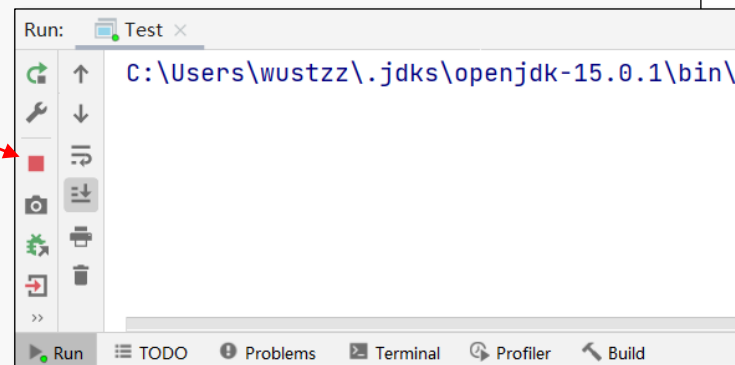 Run: Test
C:\Users\wustzz\.jdks\openjdk-15.0.1\bin\
Run TODO Problems Terminal Profiler Build